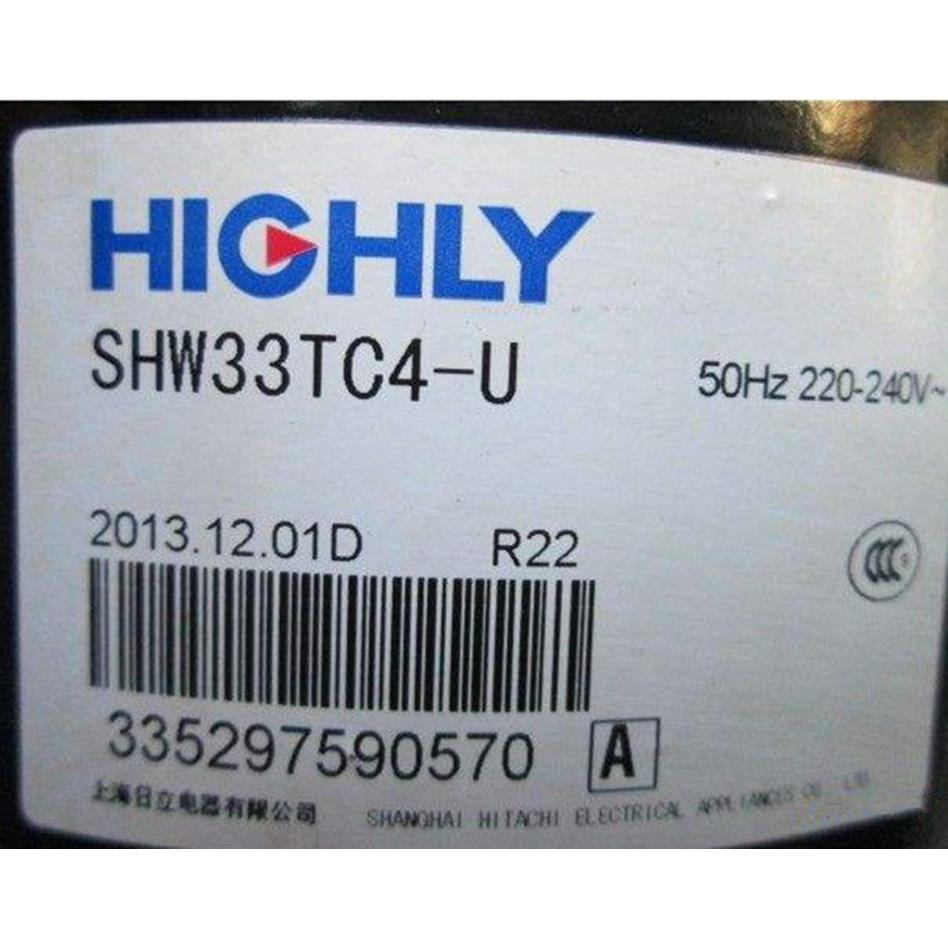 HIGHLY
SHW33TC4-U
50Hz 220-240V~
2013.12.01D R22
CCC S
335297590570 A
上海日立电器有限公司 SHANGHAI HITACHI ELECTRICAL APPLIANCES CO. LTD